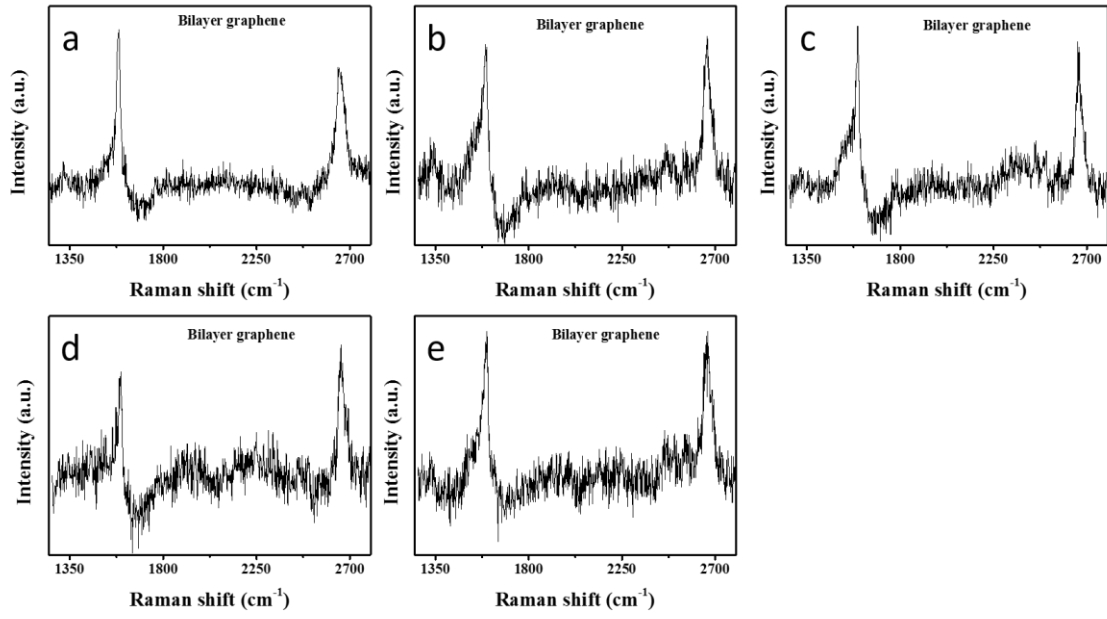 a
Bilayer graphene
Intensity (a.u.)
1350 1800 2250 2700
Raman shift (cm-1)
b
Bilayer graphene
Intensity (a.u.)
1350 1800 2250 2700
Raman shift (cm-1)
c
Bilayer graphene
Intensity (a.u.)
1350 1800 2250 2700
Raman shift (cm-1)
d
Bilayer graphene
Intensity (a.u.)
1350 1800 2250 2700
Raman shift (cm-1)
e
Bilayer graphene
Intensity (a.u.)
1350 1800 2250 2700
Raman shift (cm-1)